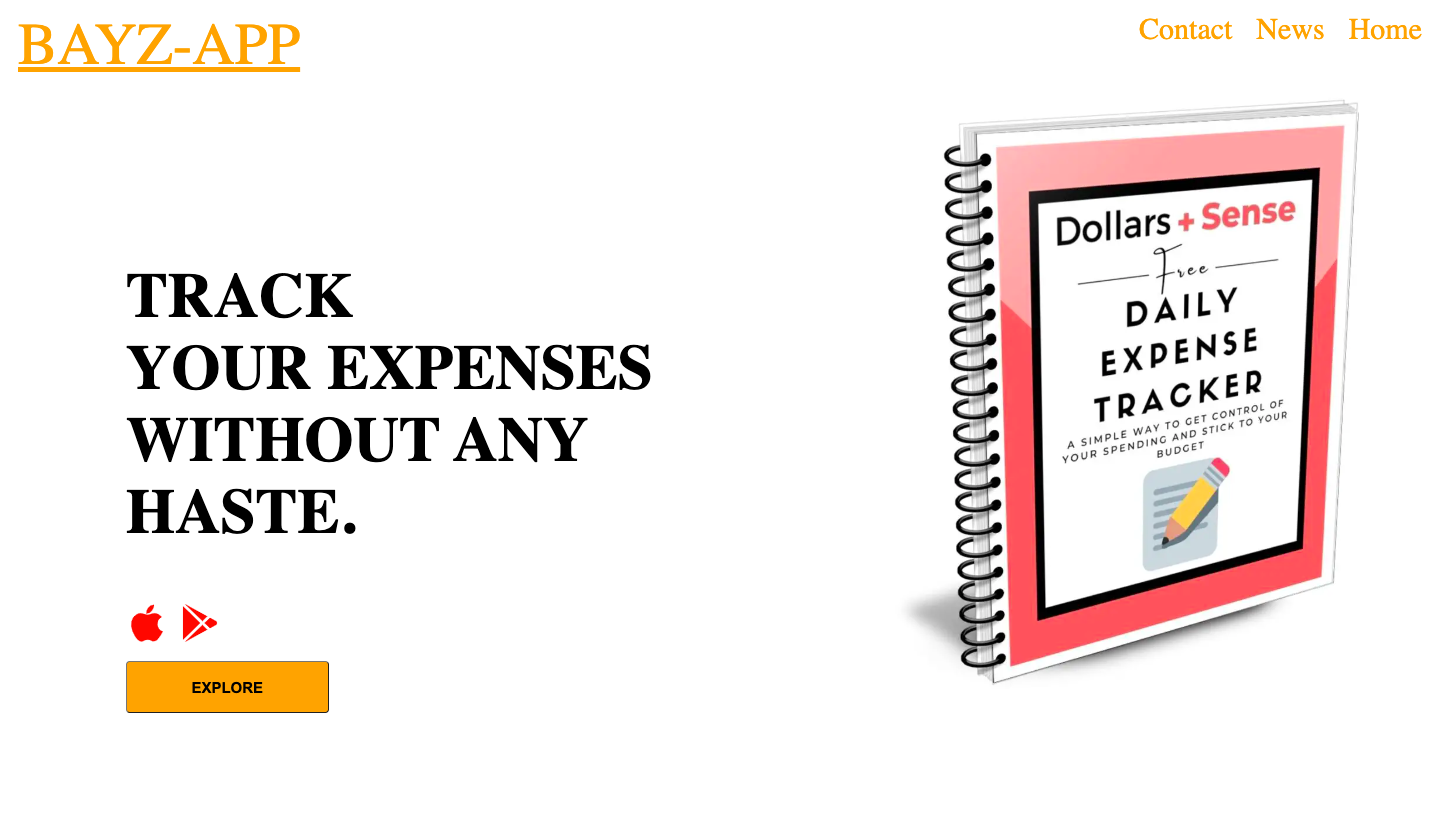 BAYZ-APP
Contact News Home
TRACK
YOUR EXPENSES
WITHOUT ANY
HASTE.
EXPLORE
Dollars + Sense
Free
DAILY
EXPENSE
TRACKER
A SIMPLE WAY TO GET CONTROL OF
YOUR SPENDING AND STICK TO YOUR
BUDGET